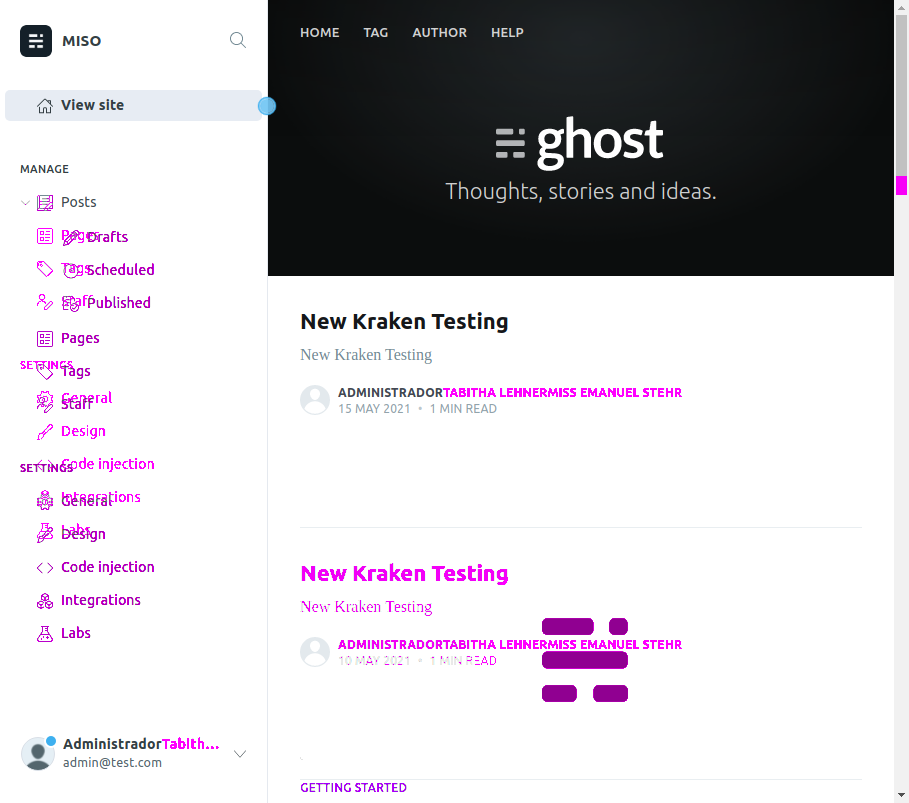 MISO
View site
MANAGE
Posts
Pages
Drafts
Tags
Scheduled
Staff
Published
Pages
SETTINGS
Tags
General
Staff
Design
Code injection
SETTINGS
Integrations
General
Labs
Design
Code injection
Integrations
Labs
AdministradorTabith...
admin@test.com
HOME TAG AUTHOR HELP
ghost
Thoughts, stories and ideas.
New Kraken Testing
New Kraken Testing
ADMINISTRADORTABITHA LEHNERMISS EMANUEL STEHR
15 MAY 2021 • 1 MIN READ
New Kraken Testing
New Kraken Testing
ADMINISTRADORTABITHA LEHNERMISS EMANUEL STEHR
10 MAY 2021 • 1 MIN READ
GETTING STARTED